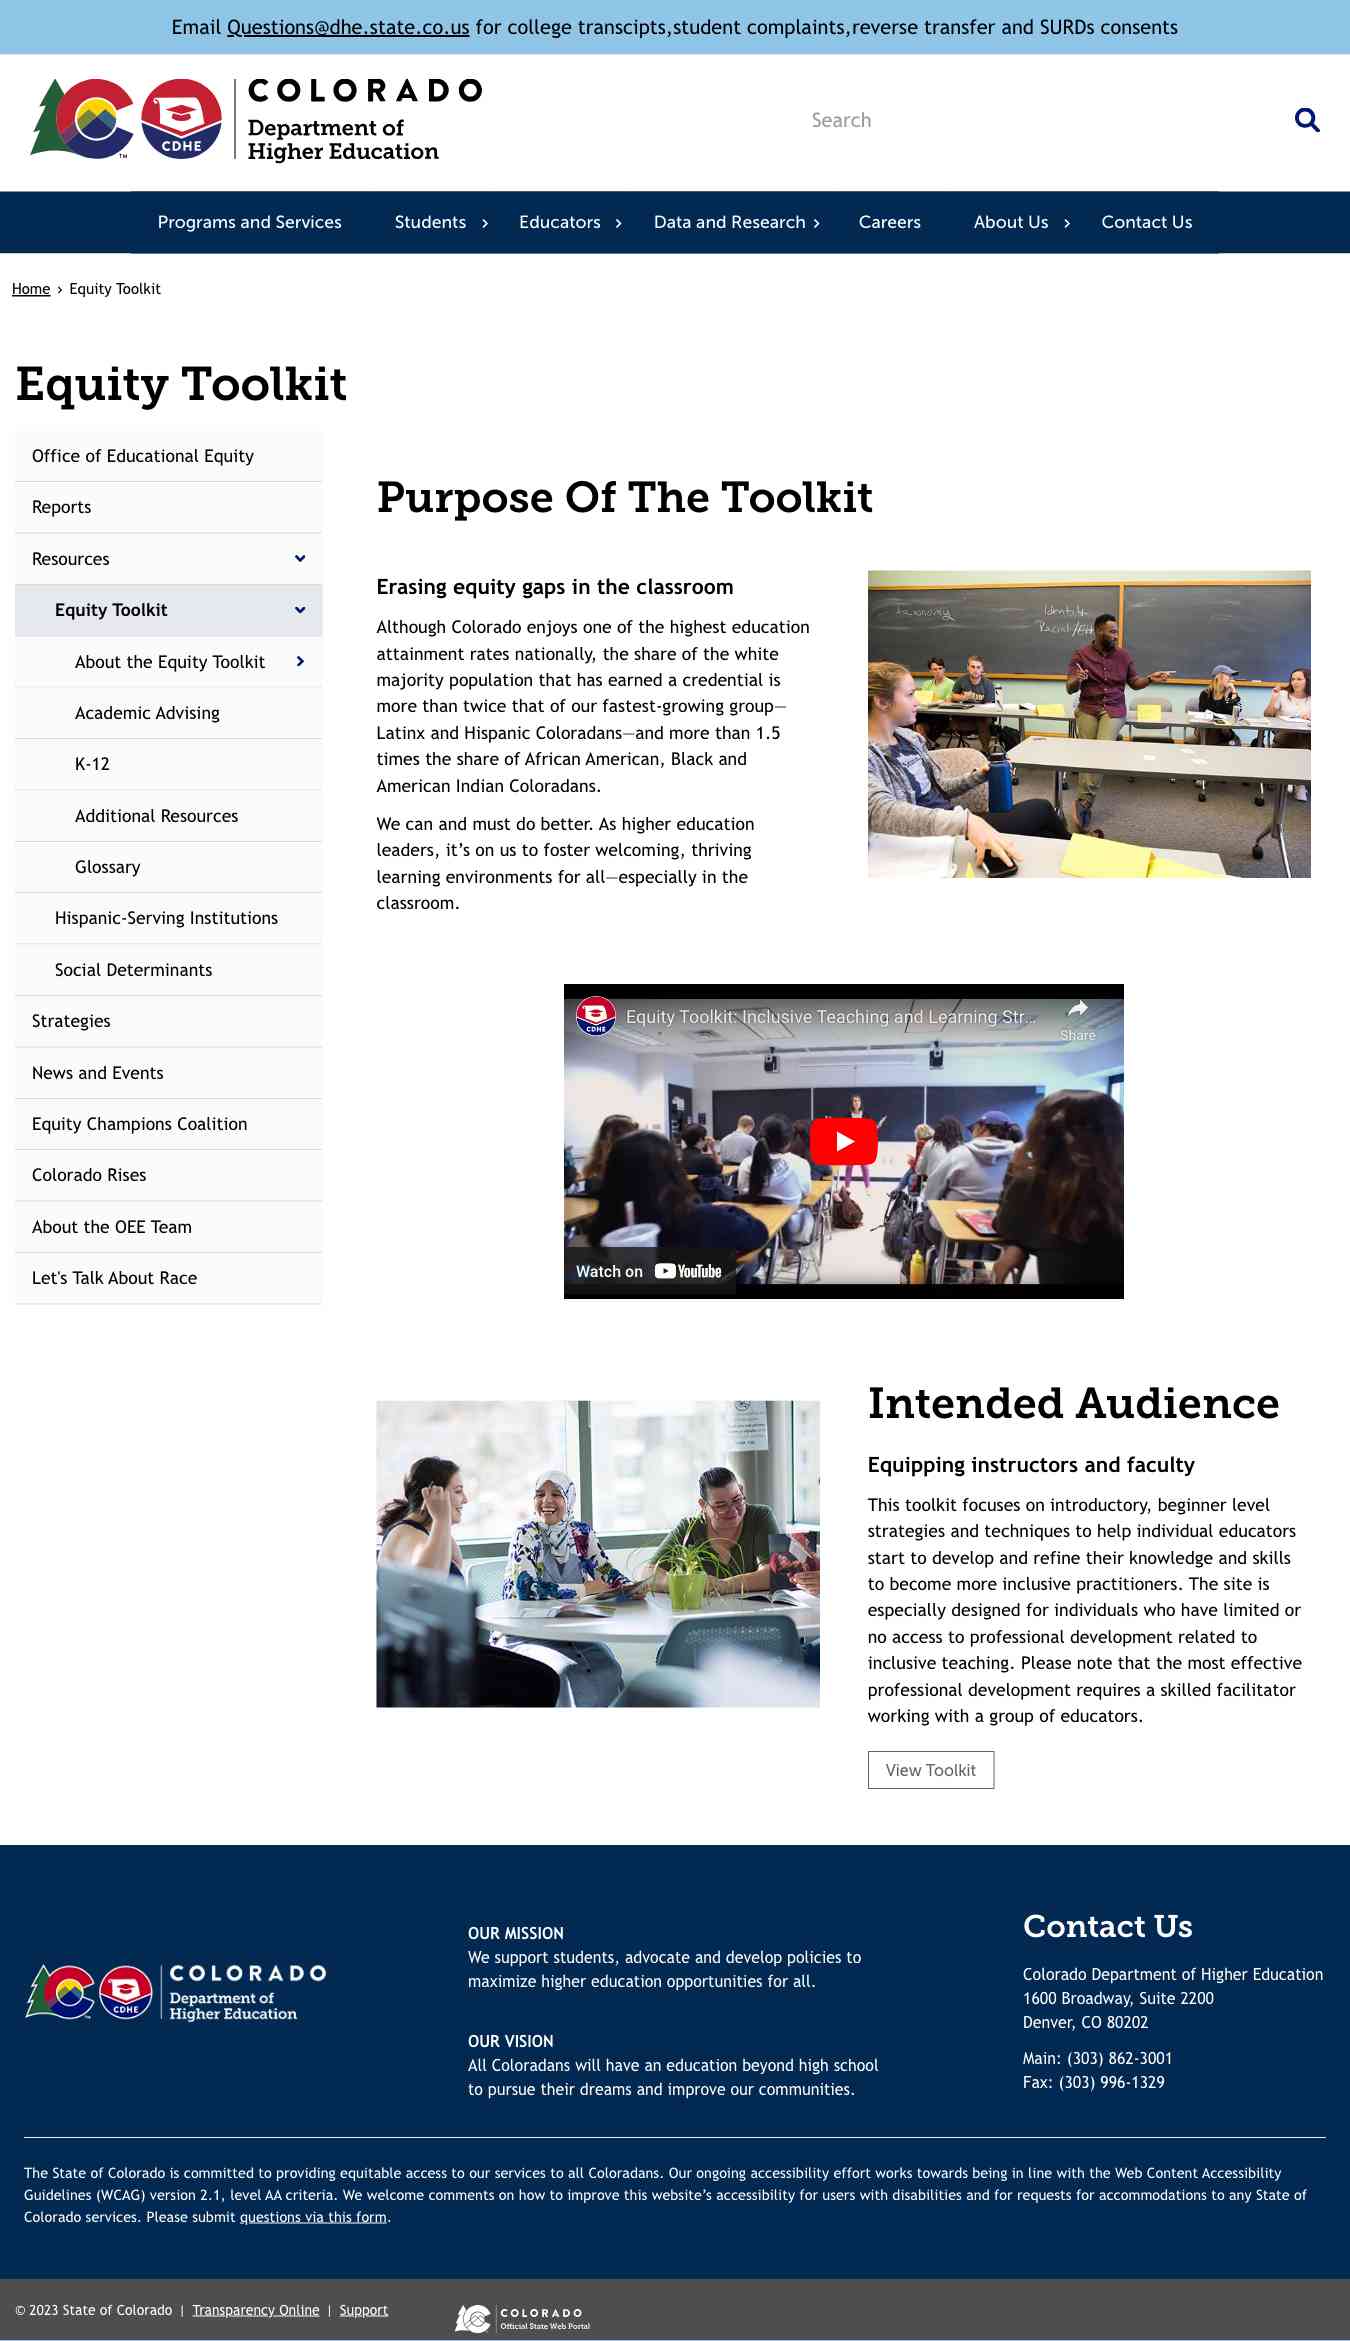 Email Questions@dhe.state.co.us for college transcipts,student complaints,reverse transfer and SURDs consents
COLORADO
Department of
Higher Education
CDHE
TM
Search
Programs and Services
Students
Educators
Data and Research
Careers
About Us
Contact Us
Home › Equity Toolkit
Equity Toolkit
Office of Educational Equity
Reports
Resources
Equity Toolkit
About the Equity Toolkit
Academic Advising
K-12
Additional Resources
Glossary
Hispanic-Serving Institutions
Social Determinants
Strategies
News and Events
Equity Champions Coalition
Colorado Rises
About the OEE Team
Let's Talk About Race
Purpose Of The Toolkit
Erasing equity gaps in the classroom
Although Colorado enjoys one of the highest education
attainment rates nationally, the share of the white
majority population that has earned a credential is
more than twice that of our fastest-growing group—
Latinx and Hispanic Coloradans—and more than 1.5
times the share of African American, Black and
American Indian Coloradans.
We can and must do better. As higher education
leaders, it’s on us to foster welcoming, thriving
learning environments for all—especially in the
classroom.
taxonomy
Identity
Racial/Eth
CDHE
Equity Toolkit: Inclusive Teaching and Learning Str...
Share
Watch on YouTube
Intended Audience
Equipping instructors and faculty
This toolkit focuses on introductory, beginner level
strategies and techniques to help individual educators
start to develop and refine their knowledge and skills
to become more inclusive practitioners. The site is
especially designed for individuals who have limited or
no access to professional development related to
inclusive teaching. Please note that the most effective
professional development requires a skilled facilitator
working with a group of educators.
View Toolkit
COLORADO
Department of
Higher Education
CDHE
OUR MISSION
We support students, advocate and develop policies to
maximize higher education opportunities for all.
OUR VISION
All Coloradans will have an education beyond high school
to pursue their dreams and improve our communities.
Contact Us
Colorado Department of Higher Education
1600 Broadway, Suite 2200
Denver, CO 80202
Main: (303) 862-3001
Fax: (303) 996-1329
The State of Colorado is committed to providing equitable access to our services to all Coloradans. Our ongoing accessibility effort works towards being in line with the Web Content Accessibility
Guidelines (WCAG) version 2.1, level AA criteria. We welcome comments on how to improve this website’s accessibility for users with disabilities and for requests for accommodations to any State of
Colorado services. Please submit questions via this form.
© 2023 State of Colorado | Transparency Online | Support
COLORADO
Official State Web Portal